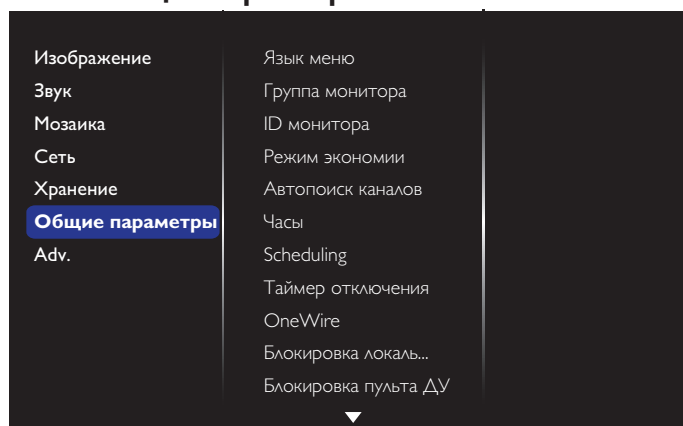 Изображение
Звук
Мозаика
Сеть
Хранение
Общие параметры
Adv.
Язык меню
Группа монитора
ID монитора
Режим экономии
Автопоиск каналов
Часы
Scheduling
Таймер отключения
OneWire
Блокировка локаль...
Блокировка пульта ДУ